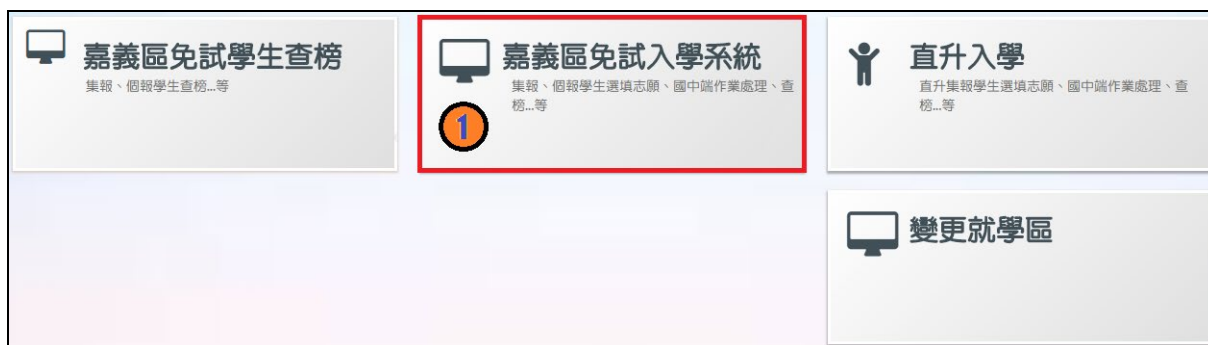 嘉義區免試學生查榜
集報、個報學生查榜...等
嘉義區免試入學系統
集報、個報學生選填志願、國中端作業處理、查
榜...等
1
直升入學
直升集報學生選填志願、國中端作業處理、查
榜...等
變更就學區